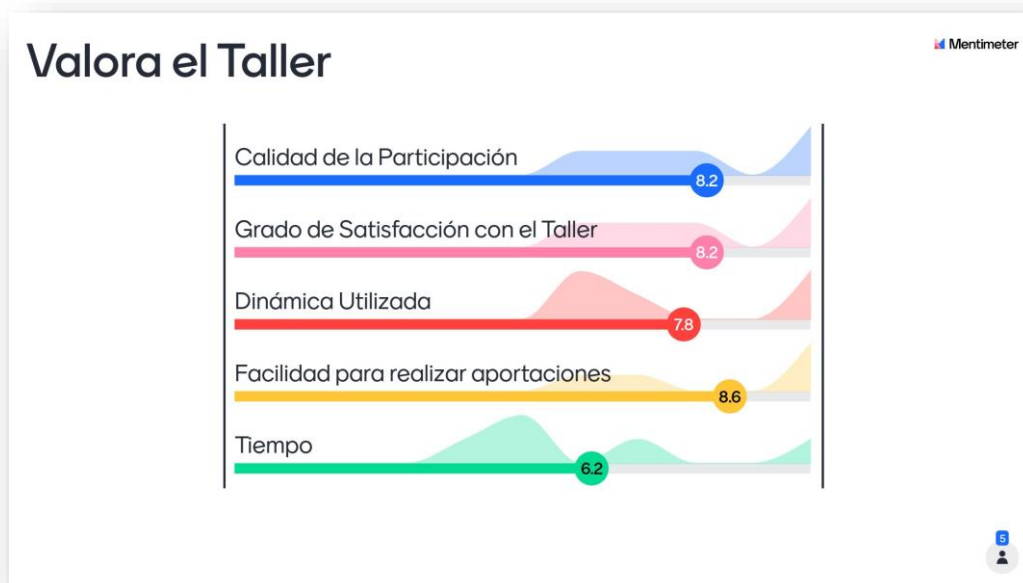 Valora el Taller
Mentimeter
Calidad de la Participación
8.2
Grado de Satisfacción con el Taller
8.2
Dinámica Utilizada
7.8
Facilidad para realizar aportaciones
8.6
Tiempo
6.2
5